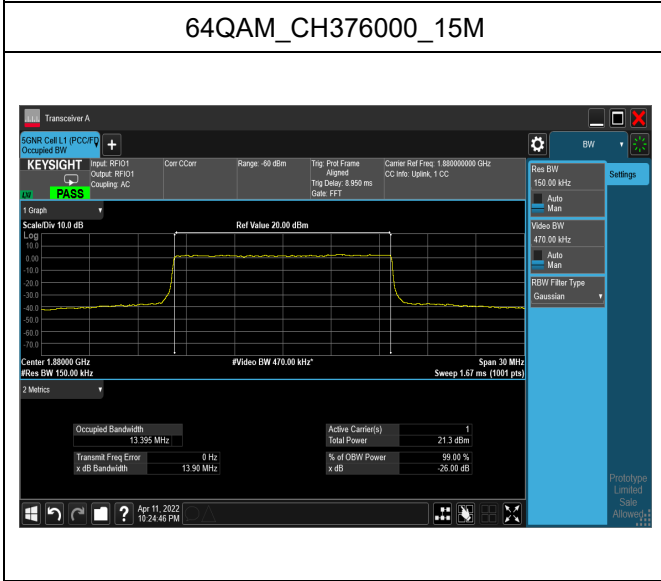 64QAM_CH376000_15M
Transceiver A
5GNR Cell L1 (PCC/F
Occupied BW
+
BW
KEYSIGHT
Input: RFIO1
Output: RFIO1
Coupling: AC
Corr CCorr
Range: -60 dBm
Trig: Prot Frame
Aligned
Trig Delay: 8.950 ms
Gate: FFT
Carrier Ref Freq: 1.880000000 GHz
CC Info: Uplink, 1 CC
LXI
PASS
1 Graph
Scale/Div 10.0 dB
Ref Value 20.00 dBm
Log
10.0
0.00
-10.0
-20.0
-30.0
-40.0
-50.0
-60.0
-70.0
Center 1.88000 GHz
#Video BW 470.00 kHz*
Span 30 MHz
#Res BW 150.00 kHz
Sweep 1.67 ms (1001 pts)
2 Metrics
Occupied Bandwidth
13.395 MHz
Transmit Freq Error 0 Hz
x dB Bandwidth 13.90 MHz
Active Carrier(s) 1
Total Power 21.3 dBm
% of OBW Power 99.00 %
x dB -26.00 dB
Res BW
150.00 kHz
Auto
Man
Video BW
470.00 kHz
Auto
Man
RBW Filter Type
Gaussian
Settings
Prototype
Limited
Sale
Allowed
?
Apr 11, 2022
10:24:46 PM